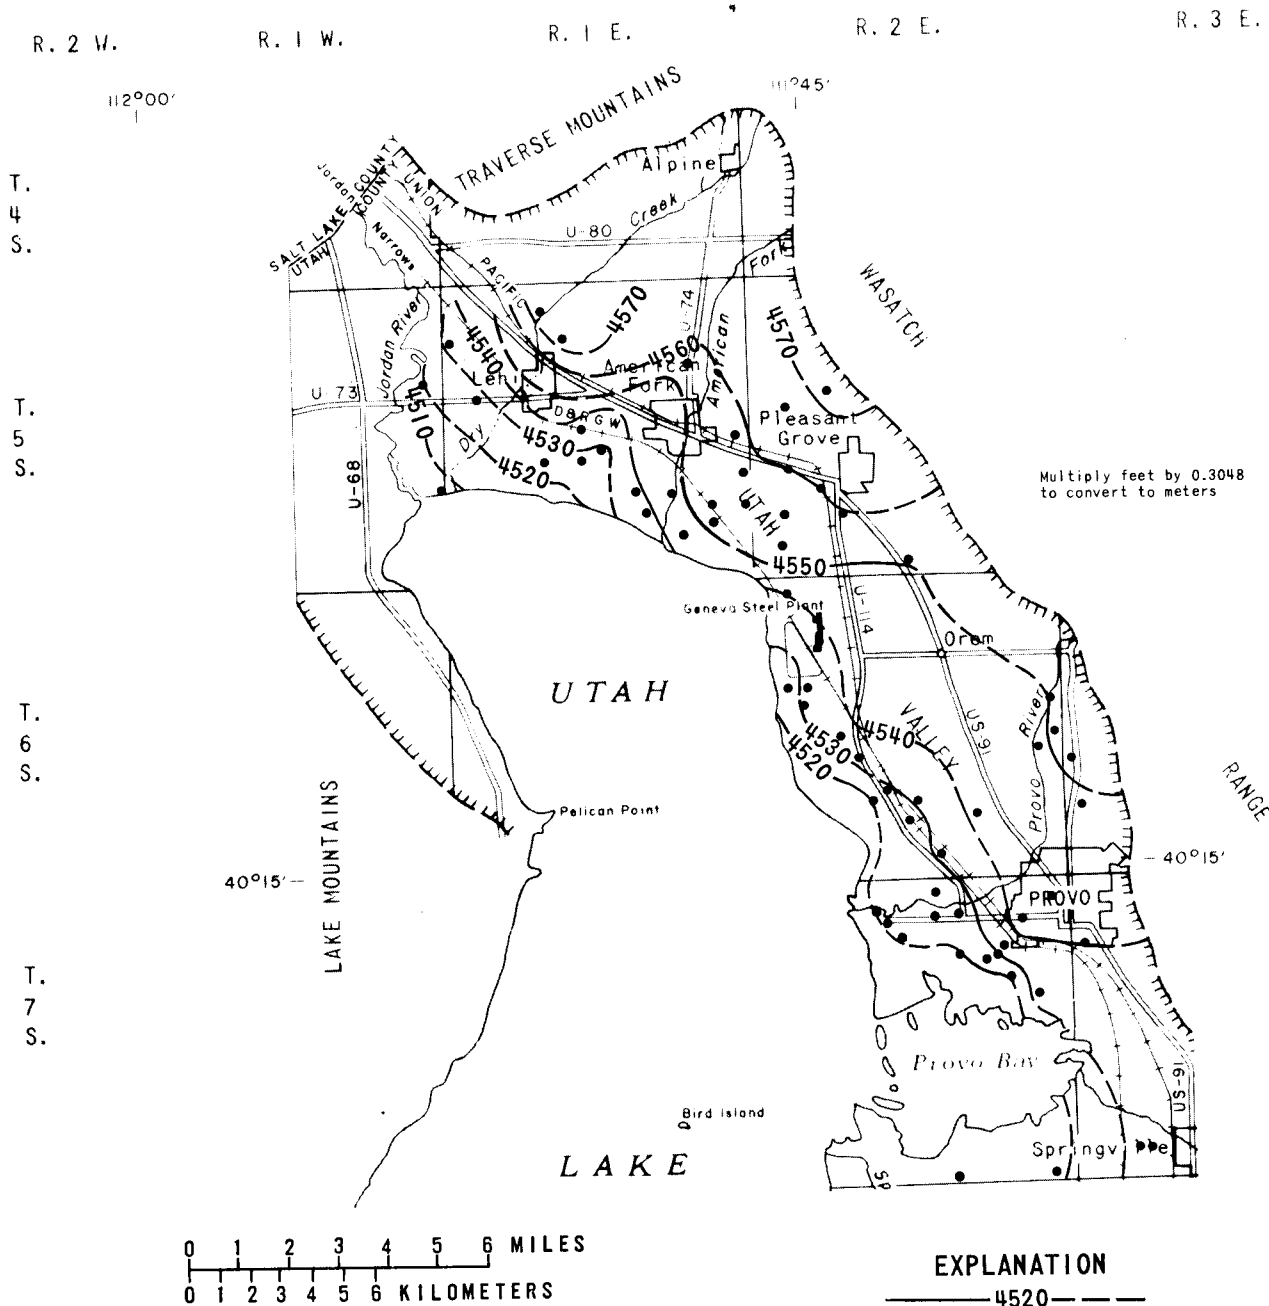 R. 2 W.
R. 1 W.
R. 1 E.
R. 2 E.
R. 3 E.
112°00'
111°45'
T.
4
S.
TRAVERSE MOUNTAINS
Alpine
SALT LAKE COUNTY
UTAH COUNTY
Jordan
Narrows
UNION
PACIFIC
Creek
U-80
Fork
WASATCH
Jordan River
4540
4570
U-74
4560
American
4570
T.
5
S.
U-73
4510
Lehi
American
Fork
Dry
D&RGW
4530
4520
Pleasant
Grove
U-68
UTAH
Multiply feet by 0.3048
to convert to meters
4550
Geneva Steel Plant
U-114
Orem
T.
6
S.
UTAH
4530
4520
4540
VALLEY
US-91
Provo River
RANGE
LAKE MOUNTAINS
Pelican Point
40°15'
40°15'
PROVO
T.
7
S.
Provo Bay
Bird Island
US-91
LAKE
Springville
0 1 2 3 4 5 6 MILES
0 1 2 3 4 5 6 KILOMETERS
EXPLANATION
4520